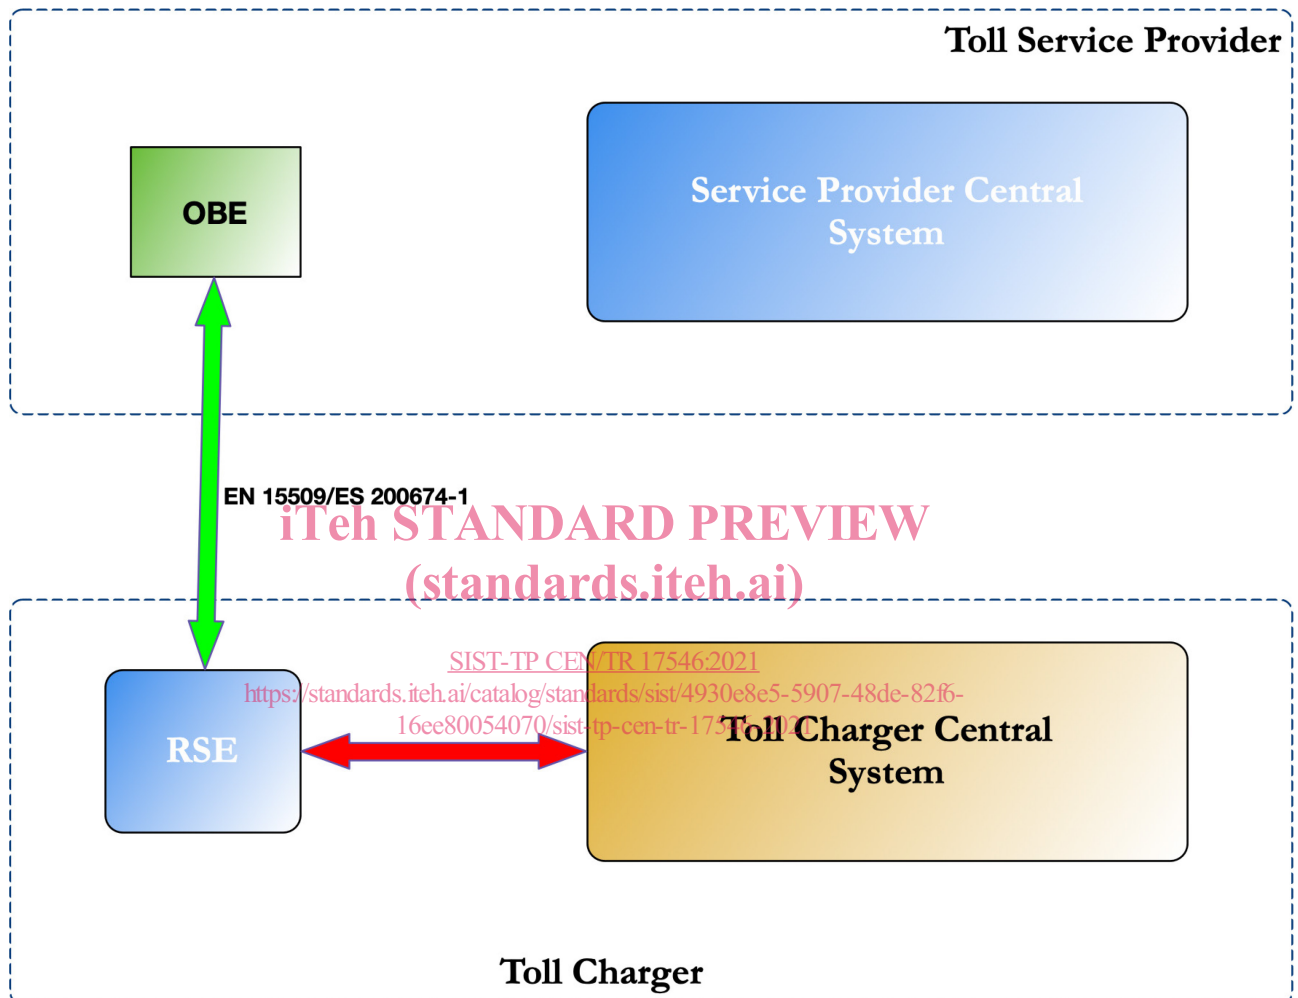 Toll Service Provider
Service Provider Central
System
OBE
EN 15509/ES 200674-1
iTeh STANDARD PREVIEW
(standards.iteh.ai)
SIST-TP CEN/TR 17546:2021
https://standards.iteh.ai/catalog/standards/sist/4930e8e5-5907-48de-82f6-
16ee80054070/sist-tp-cen-tr-17546-2021
RSE
Toll Charger Central
System
Toll Charger